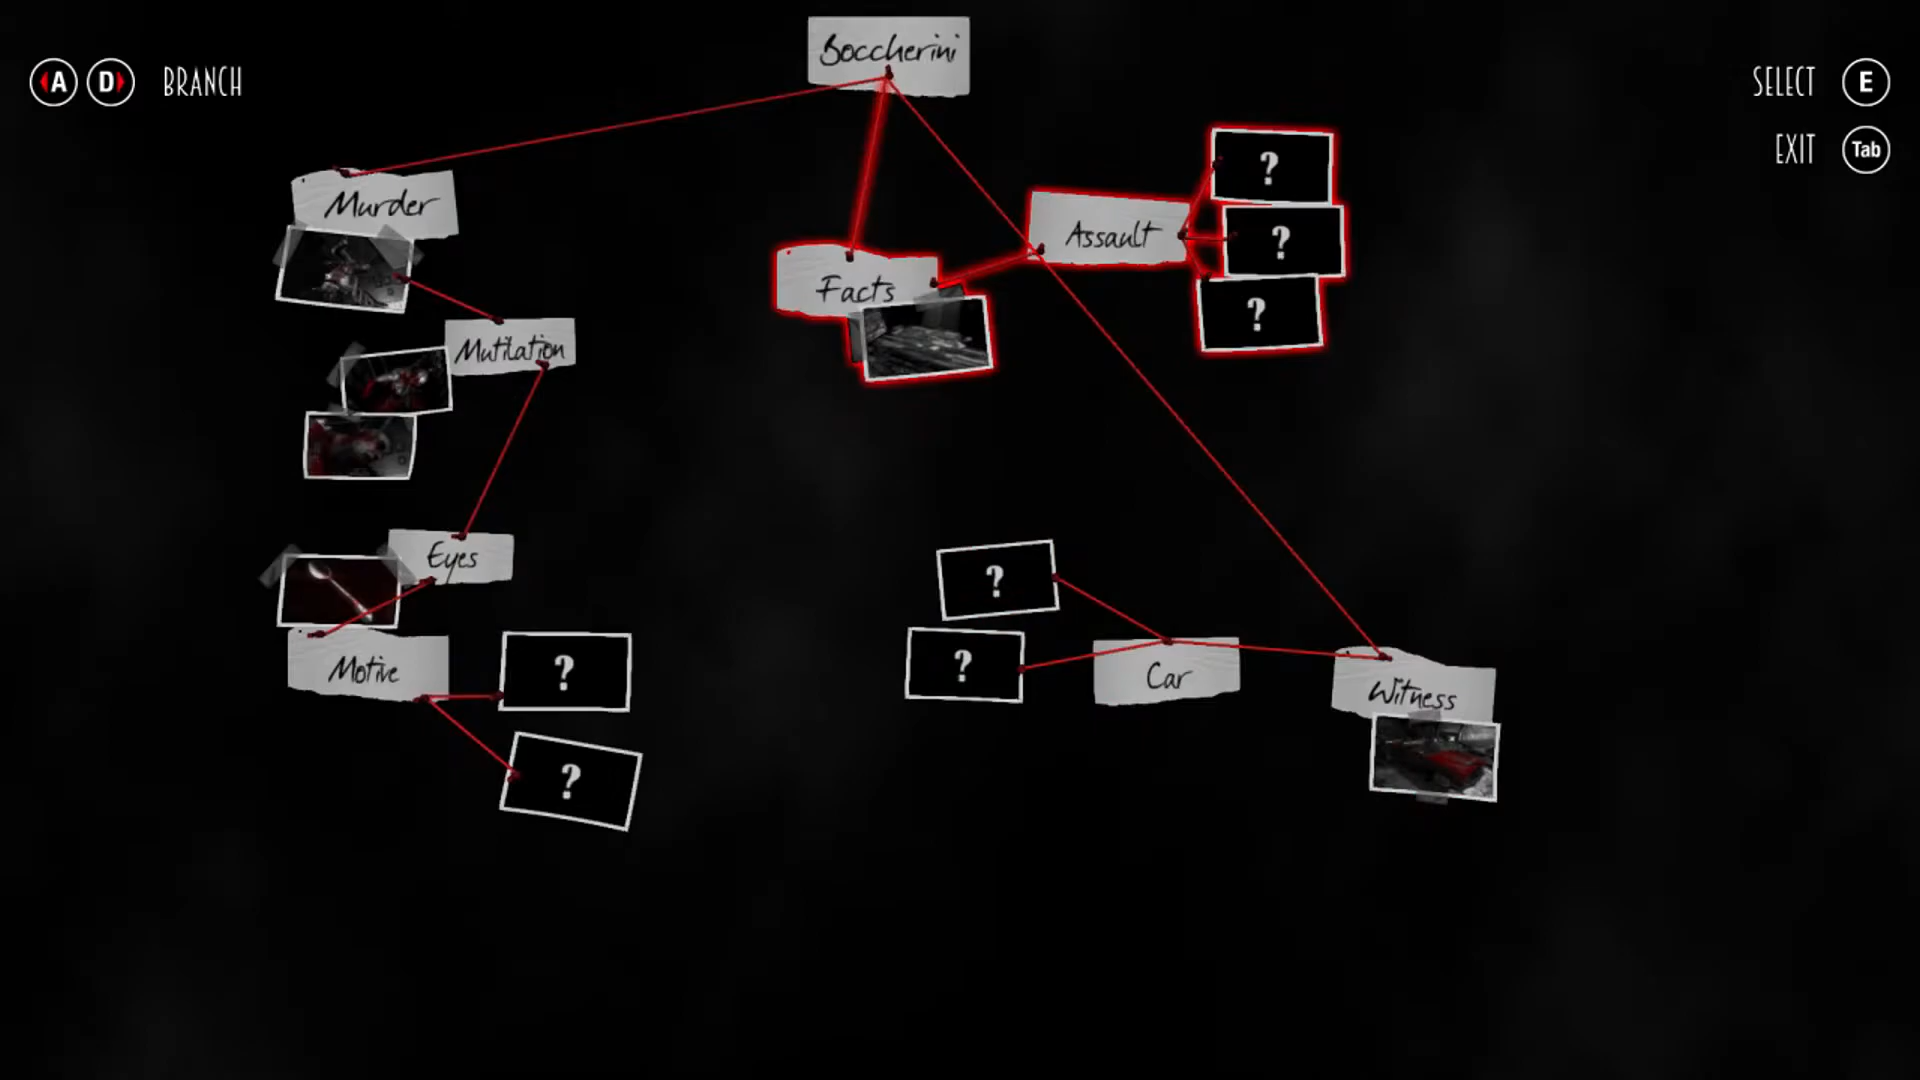 Boccherini
A D BRANCH
SELECT E
EXIT Tab
Murder
?
Assault
?
Facts
?
Mutilation
Eyes
?
?
Motive
?
Car
Witness
?